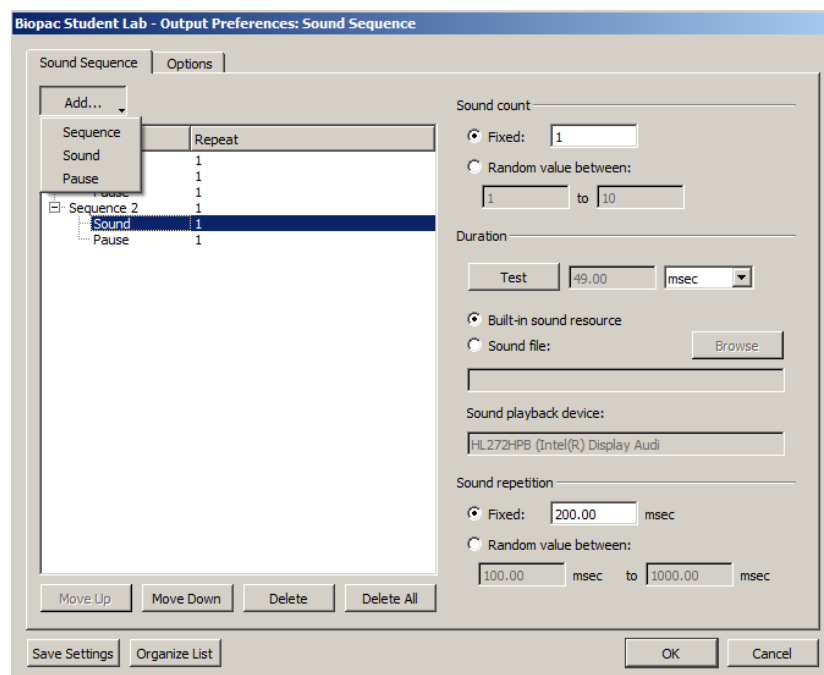 Biopac Student Lab - Output Preferences: Sound Sequence
Sound Sequence Options
Add...
Sequence
Sound
Pause
Repeat
1
1
Pause 1
Sequence 2 1
Sound 1
Pause 1
Move Up Move Down Delete Delete All
Sound count
Fixed: 1
Random value between:
1 to 10
Duration
Test 49.00 msec
Built-in sound resource
Sound file: Browse
Sound playback device:
HL272HPB (Intel(R) Display Audi
Sound repetition
Fixed: 200.00 msec
Random value between:
100.00 msec to 1000.00 msec
Save Settings Organize List OK Cancel